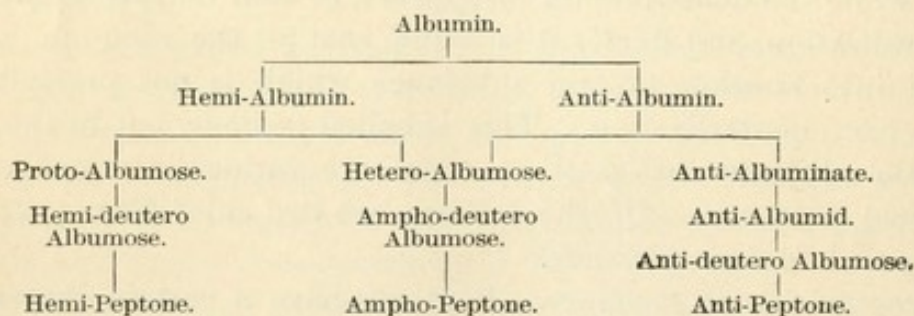 Albumin.
Hemi-Albumin. Anti-Albumin.
Proto-Albumose. Hetero-Albumose. Anti-Albuminate.
Hemi-deutero Ampho-deutero Anti-Albumid.
Albumose. Albumose.
Anti-deutero Albumose.
Hemi-Peptone. Ampho-Peptone. Anti-Peptone.